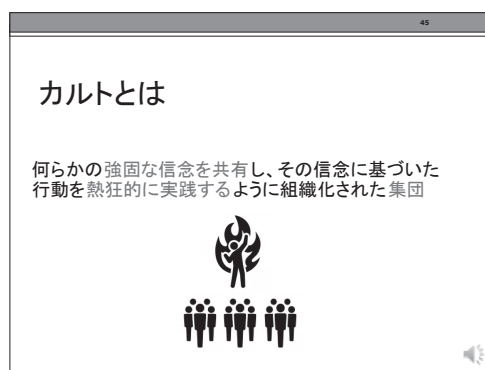 45
カルトとは
何らかの強固な信念を共有し、その信念に基づいた
行動を熱狂的に実践するように組織化された集団